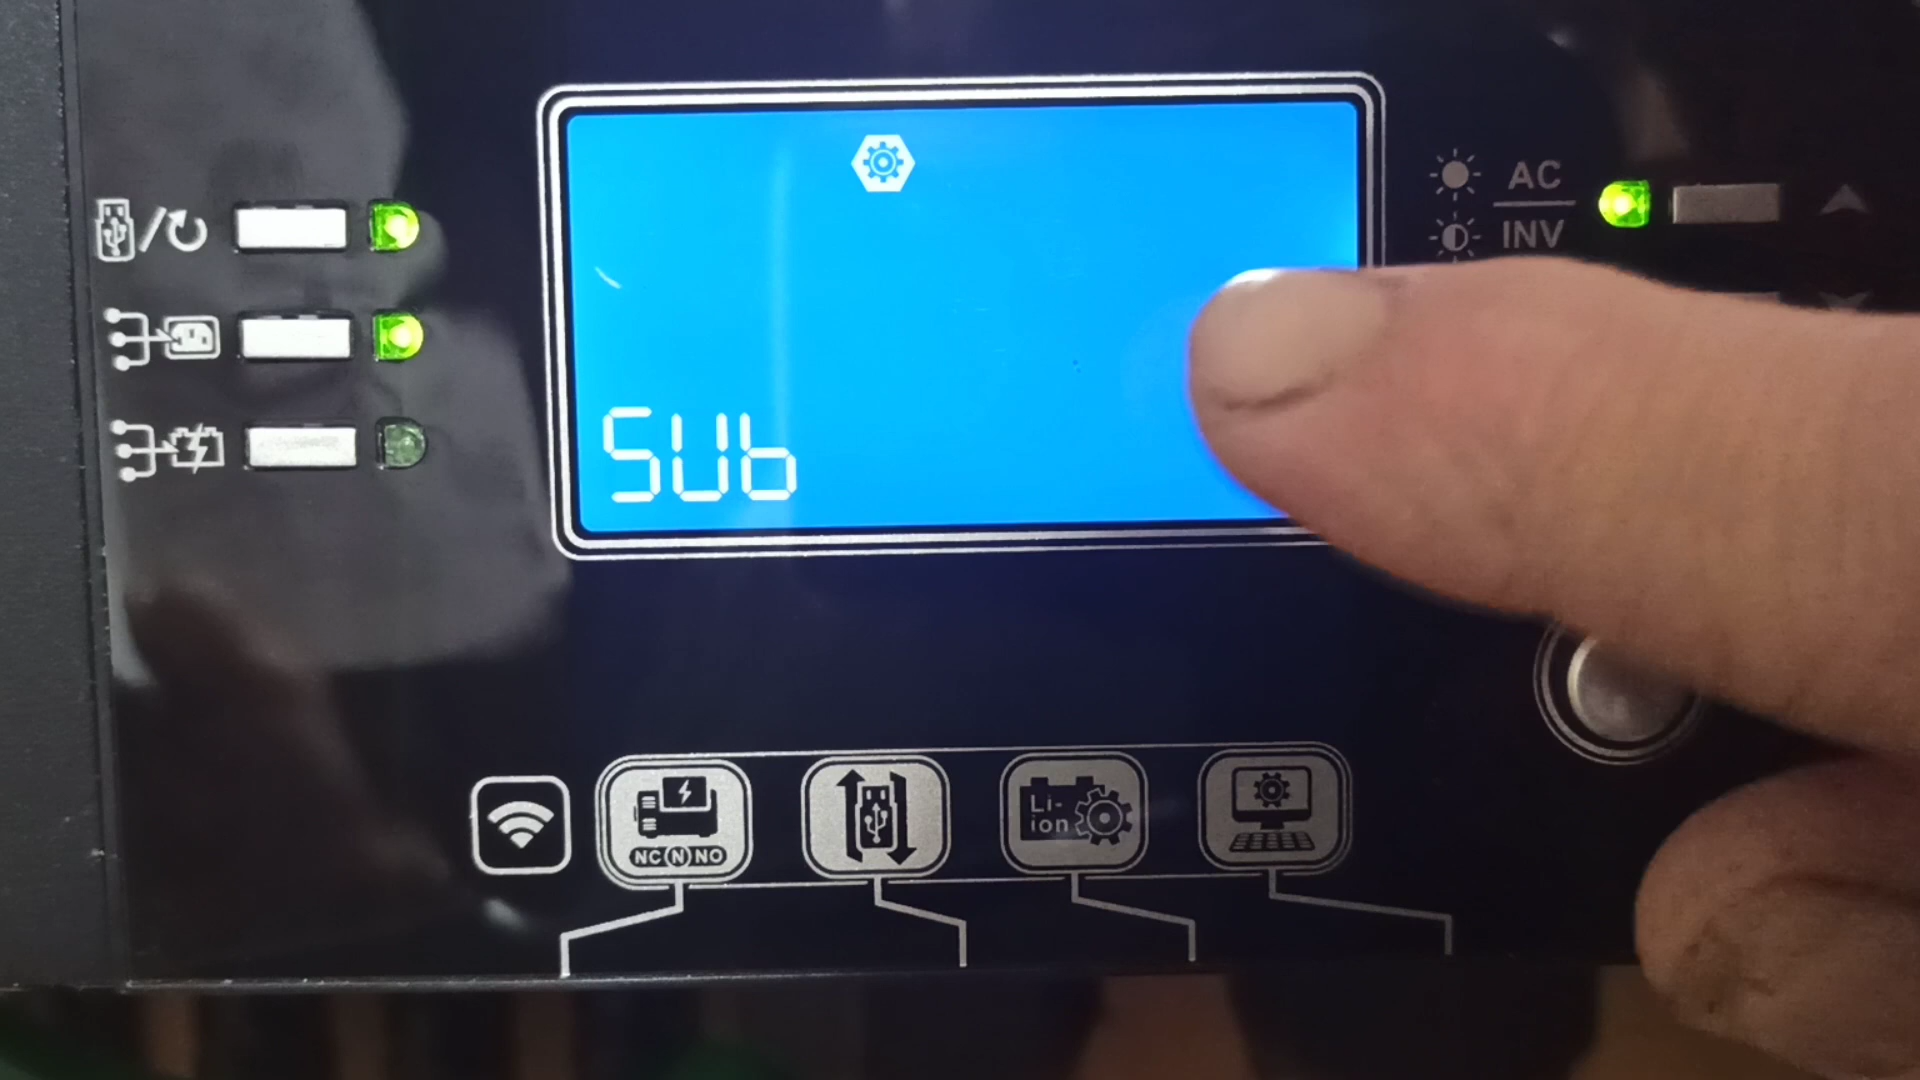 AC
INV
SUb
NC N NO
Li-
ion